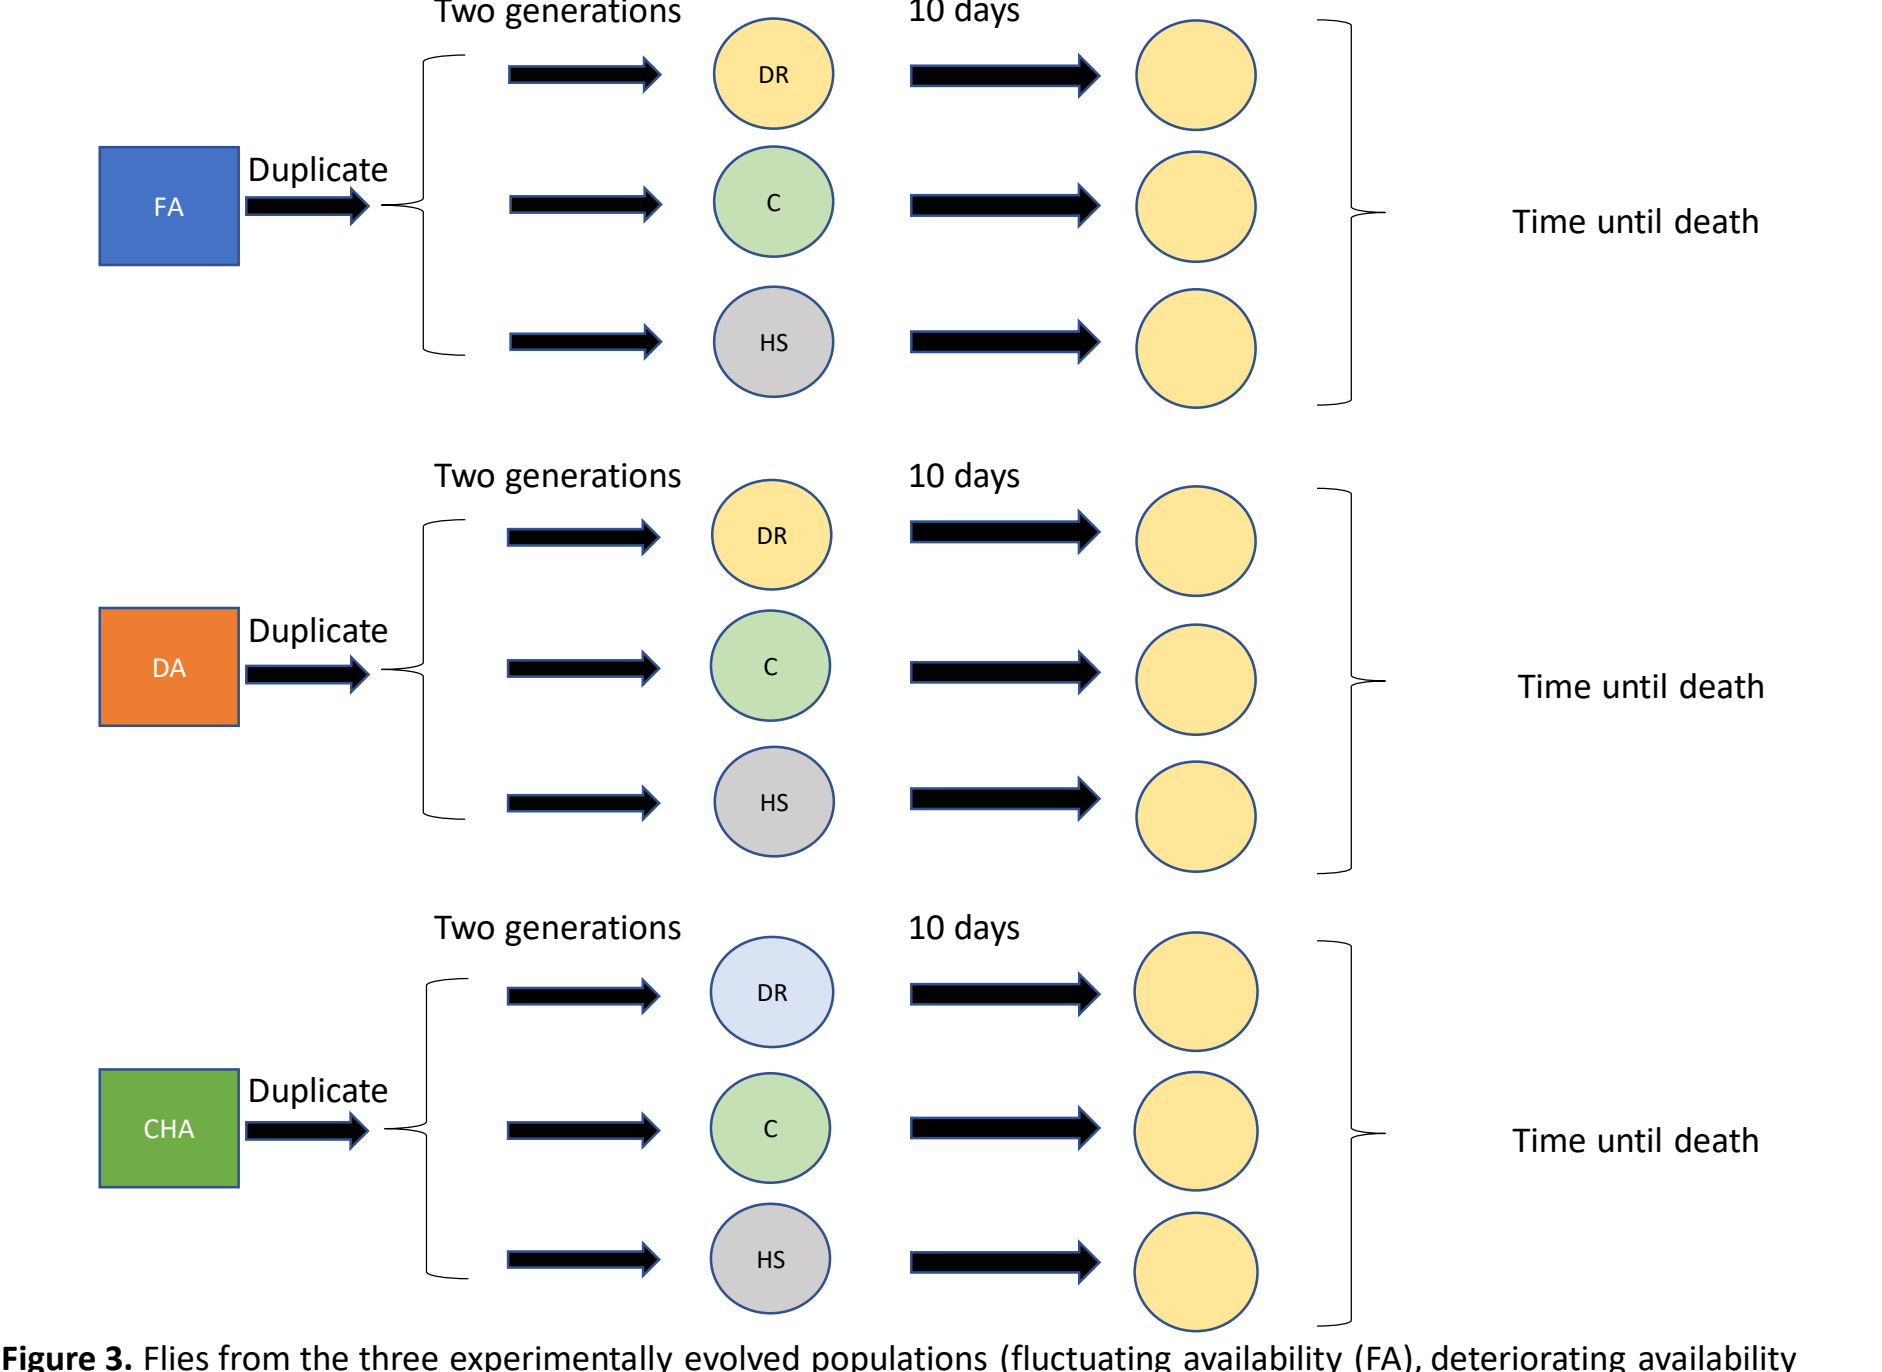 Two generations 10 days
DR
Duplicate
FA
C
Time until death
HS
Two generations 10 days
DR
Duplicate
DA
C
Time until death
HS
Two generations 10 days
DR
Duplicate
CHA
C
Time until death
HS
Figure 3. Flies from the three experimentally evolved populations (fluctuating availability (FA), deteriorating availability